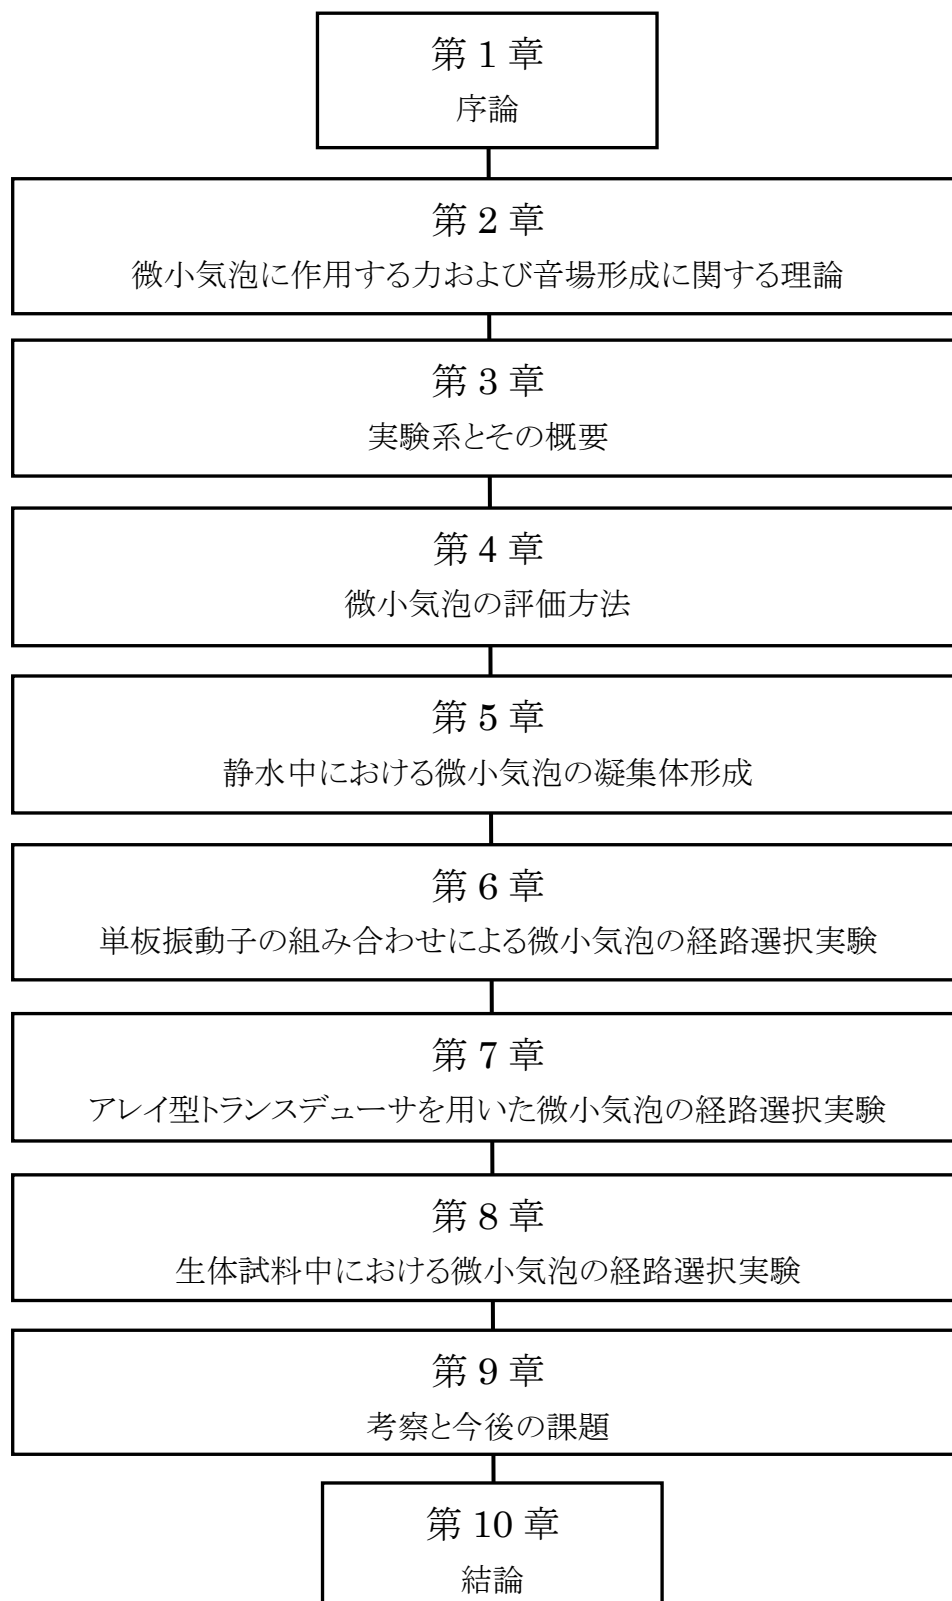 第 1 章
序論
第 2 章
微小気泡に作用する力および音場形成に関する理論
第 3 章
実験系とその概要
第 4 章
微小気泡の評価方法
第 5 章
静水中における微小気泡の凝集体形成
第 6 章
単板振動子の組み合わせによる微小気泡の経路選択実験
第 7 章
アレイ型トランスデューサを用いた微小気泡の経路選択実験
第 8 章
生体試料中における微小気泡の経路選択実験
第 9 章
考察と今後の課題
第 10 章
結論